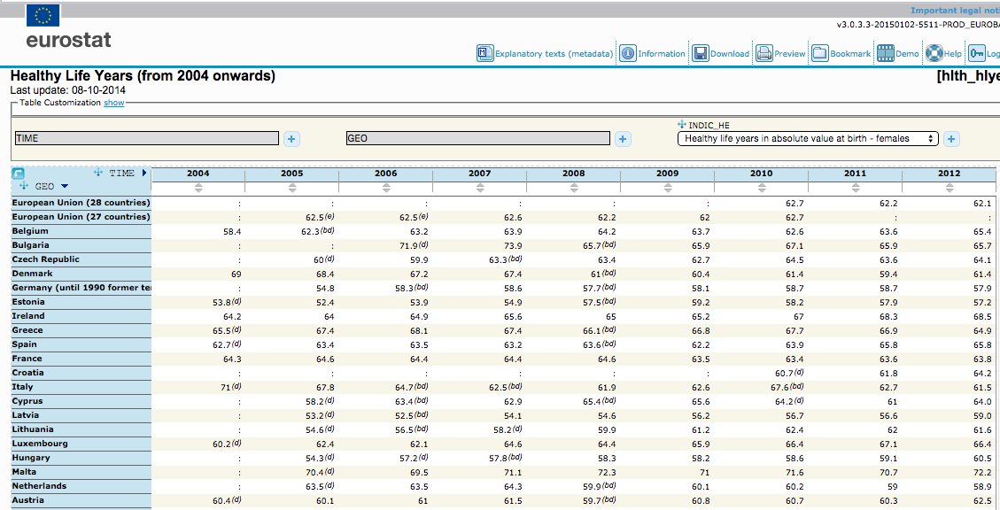 Important legal noti
v3.0.3.3-20150102-5511-PROD_EUROBA
eurostat
Explanatory texts (metadata) Information Download Preview Bookmark Demo Help Log
Healthy Life Years (from 2004 onwards) [hlth_hlye
Last update: 08-10-2014
Table Customization show
INDIC_HE
TIME + GEO + Healthy life years in absolute value at birth - females +
TIME 2004 2005 2006 2007 2008 2009 2010 2011 2012
GEO
European Union (28 countries) : : : : : : 62.7 62.2 62.1
European Union (27 countries) : 62.5(e) 62.5(e) 62.6 62.2 62 62.7 : :
Belgium 58.4 62.3(bd) 63.2 63.9 64.2 63.7 62.6 63.6 65.4
Bulgaria : : 71.9(d) 73.9 65.7(bd) 65.9 67.1 65.9 65.7
Czech Republic : 60(d) 59.9 63.3(bd) 63.4 62.7 64.5 63.6 64.1
Denmark 69 68.4 67.2 67.4 61(bd) 60.4 61.4 59.4 61.4
Germany (until 1990 former te : 54.8 58.3(bd) 58.6 57.7(bd) 58.1 58.7 58.7 57.9
Estonia 53.8(d) 52.4 53.9 54.9 57.5(bd) 59.2 58.2 57.9 57.2
Ireland 64.2 64 64.9 65.6 65 65.2 67 68.3 68.5
Greece 65.5(d) 67.4 68.1 67.4 66.1(bd) 66.8 67.7 66.9 64.9
Spain 62.7(d) 63.4 63.5 63.2 63.6(bd) 62.2 63.9 65.8 65.8
France 64.3 64.6 64.4 64.4 64.6 63.5 63.4 63.6 63.8
Croatia : : : : : : 60.7(d) 61.8 64.2
Italy 71(d) 67.8 64.7(bd) 62.5(bd) 61.9 62.6 67.6(bd) 62.7 61.5
Cyprus : 58.2(d) 63.4(bd) 62.9 65.4(bd) 65.6 64.2(d) 61 64.0
Latvia : 53.2(d) 52.5(bd) 54.1 54.6 56.2 56.7 56.6 59.0
Lithuania : 54.6(d) 56.5(bd) 58.2(d) 59.9 61.2 62.4 62 61.6
Luxembourg 60.2(d) 62.4 62.1 64.6 64.4 65.9 66.4 67.1 66.4
Hungary : 54.3(d) 57.2(d) 57.8(bd) 58.3 58.2 58.6 59.1 60.5
Malta : 70.4(d) 69.5 71.1 72.3 71 71.6 70.7 72.2
Netherlands : 63.5(d) 63.5 64.3 59.9(bd) 60.1 60.2 59 58.9
Austria 60.4(d) 60.1 61 61.5 59.7(bd) 60.8 60.7 60.3 62.5